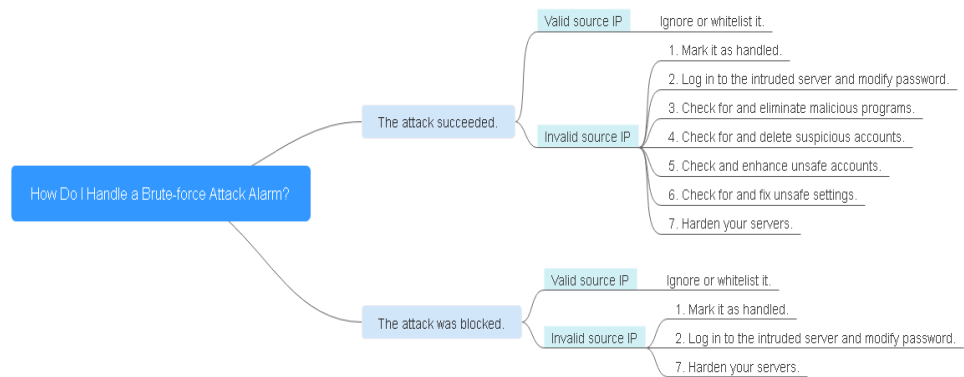 How Do I Handle a Brute-force Attack Alarm?
The attack succeeded.
Valid source IP
Ignore or whitelist it.
Invalid source IP
1. Mark it as handled.
2. Log in to the intruded server and modify password.
3. Check for and eliminate malicious programs.
4. Check for and delete suspicious accounts.
5. Check and enhance unsafe accounts.
6. Check for and fix unsafe settings.
7. Harden your servers.
The attack was blocked.
Valid source IP
Ignore or whitelist it.
Invalid source IP
1. Mark it as handled.
2. Log in to the intruded server and modify password.
7. Harden your servers.